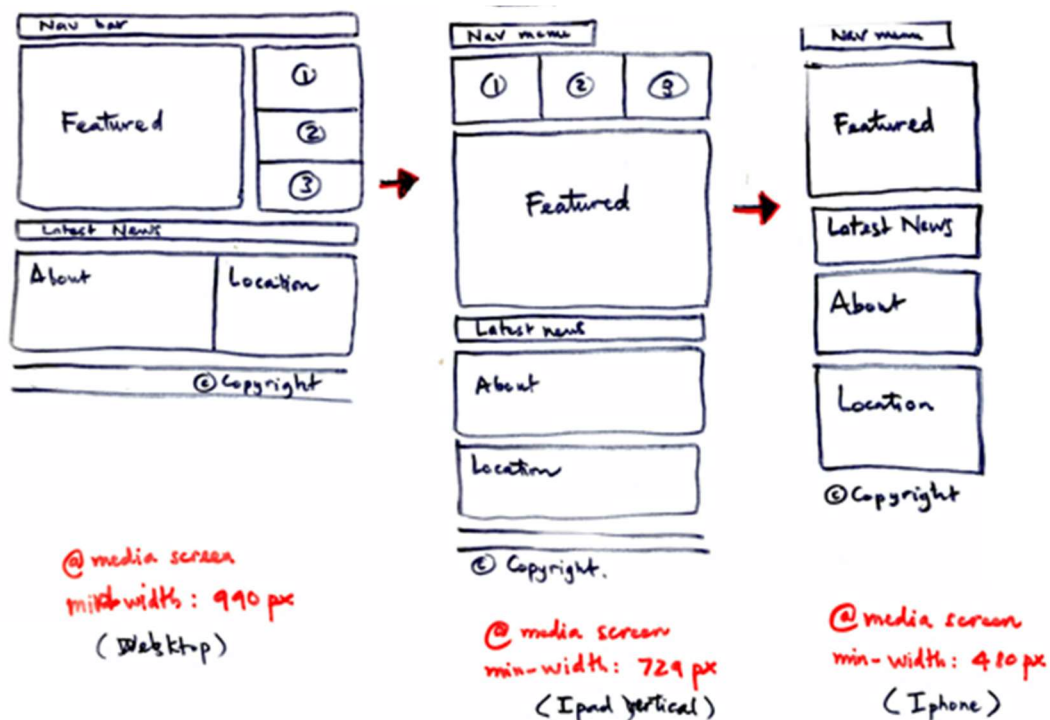 Nav bar
Featured
①
②
③
Latest News
About
Location
© Copyright
@media screen
width: 990 px
(Desktop)
Nav menu
①
②
③
Featured
Latest news
About
Location
© Copyright.
@media screen
min-width: 729 px
(Ipad vertical)
Nav menu
Featured
Latest News
About
Location
© Copyright
@media screen
min-width: 480 px
(Iphone)